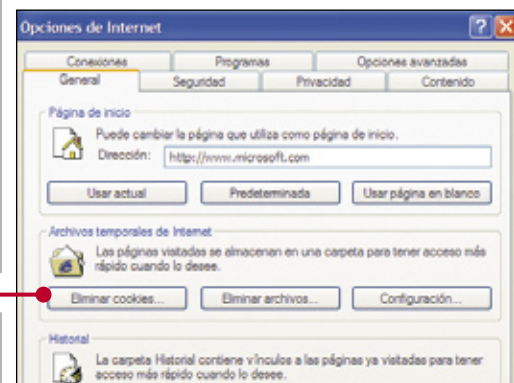 Opciones de Internet
Conexiones Programas Opciones avanzadas
General Seguridad Privacidad Contenido
Página de inicio
Puede cambiar la página que utiliza como página de inicio.
Dirección: http://www.microsoft.com
Usar actual Predeterminada Usar página en blanco
Archivos temporales de Internet
Las páginas visitadas se almacenan en una carpeta para tener acceso más
rápido cuando lo desee.
Eliminar cookies... Eliminar archivos... Configuración...
Historial
La carpeta Historial contiene vínculos a las páginas ya visitadas para tener
acceso más rápido cuando lo desee.